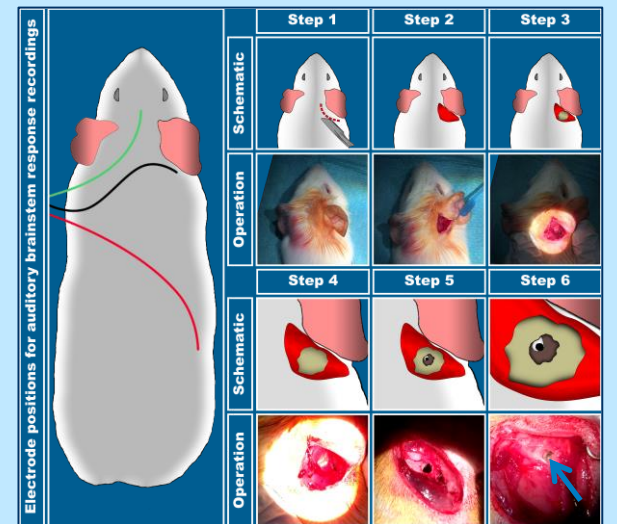 Electrode positions for auditory brainstem response recordings
Step 1
Step 2
Step 3
Schematic
Operation
Step 4
Step 5
Step 6
Schematic
Operation